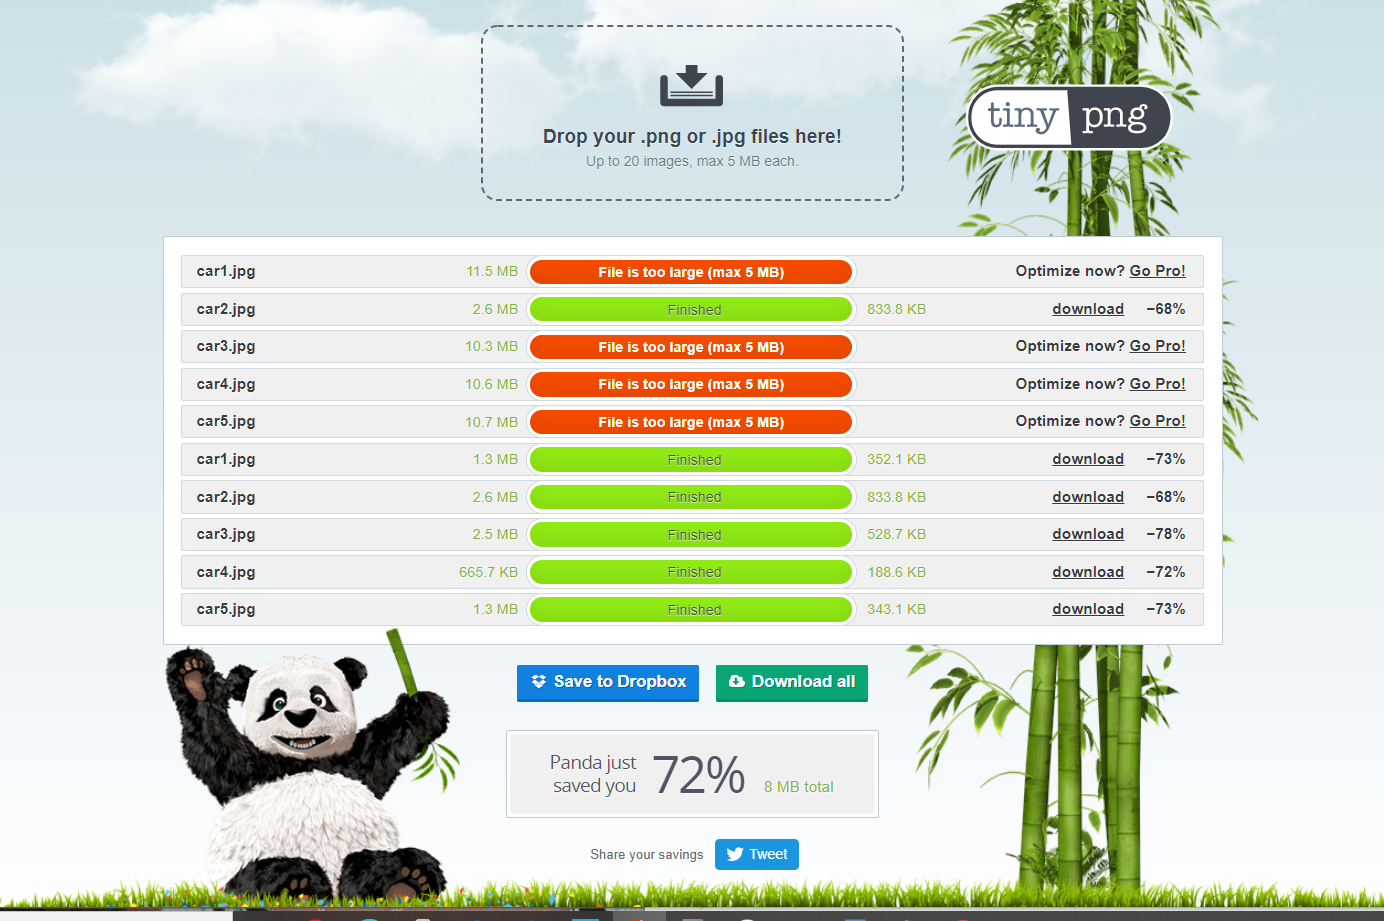 Drop your .png or .jpg files here!
Up to 20 images, max 5 MB each.
tiny png
car1.jpg 11.5 MB File is too large (max 5 MB) Optimize now? Go Pro!
car2.jpg 2.6 MB Finished 833.8 KB download −68%
car3.jpg 10.3 MB File is too large (max 5 MB) Optimize now? Go Pro!
car4.jpg 10.6 MB File is too large (max 5 MB) Optimize now? Go Pro!
car5.jpg 10.7 MB File is too large (max 5 MB) Optimize now? Go Pro!
car1.jpg 1.3 MB Finished 352.1 KB download −73%
car2.jpg 2.6 MB Finished 833.8 KB download −68%
car3.jpg 2.5 MB Finished 528.7 KB download −78%
car4.jpg 665.7 KB Finished 188.6 KB download −72%
car5.jpg 1.3 MB Finished 343.1 KB download −73%
Save to Dropbox Download all
Panda just
saved you 72% 8 MB total
Share your savings Tweet